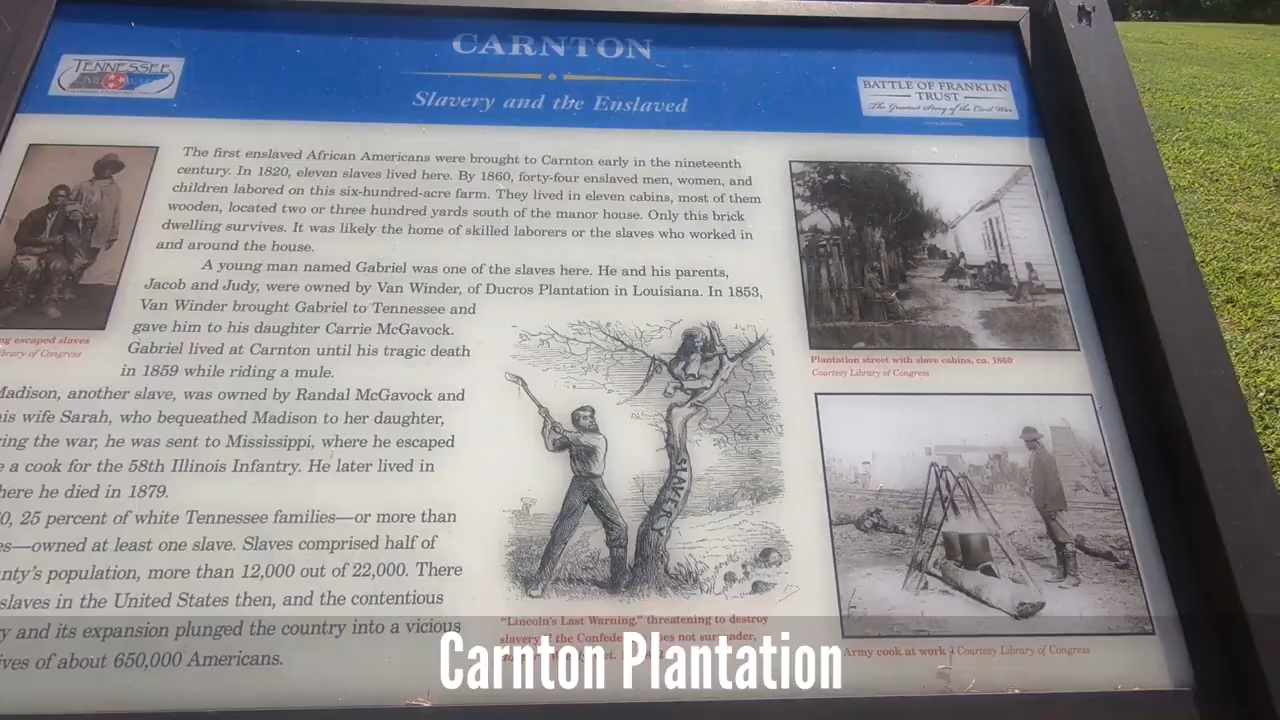 CARNTON
Slavery and the Enslaved
TENNESSEE
BATTLE OF FRANKLIN
TRUST
The Greatest Story of the Civil War
The first enslaved African Americans were brought to Carnton early in the nineteenth
century. In 1820, eleven slaves lived here. By 1860, forty-four enslaved men, women, and
children labored on this six-hundred-acre farm. They lived in eleven cabins, most of them
wooden, located two or three hundred yards south of the manor house. Only this brick
dwelling survives. It was likely the home of skilled laborers or the slaves who worked in
and around the house.
A young man named Gabriel was one of the slaves here. He and his parents,
Jacob and Judy, were owned by Van Winder, of Ducros Plantation in Louisiana. In 1853,
Van Winder brought Gabriel to Tennessee and
gave him to his daughter Carrie McGavock.
Gabriel lived at Carnton until his tragic death
in 1859 while riding a mule.
Madison, another slave, was owned by Randal McGavock and
is wife Sarah, who bequeathed Madison to her daughter,
ring the war, he was sent to Mississippi, where he escaped
e a cook for the 58th Illinois Infantry. He later lived in
here he died in 1879.
0, 25 percent of white Tennessee families—or more than
es—owned at least one slave. Slaves comprised half of
nty's population, more than 12,000 out of 22,000. There
slaves in the United States then, and the contentious
y and its expansion plunged the country into a vicious
ives of about 650,000 Americans.
ng escaped slaves
ibrary of Congress
SLAVERY
"Lincoln's Last Warning," threatening to destroy
slavery if the Confede oes not surrender,
Plantation street with slave cabins, ca. 1860
Courtesy Library of Congress
Army cook at work – Courtesy Library of Congress
Carnton Plantation